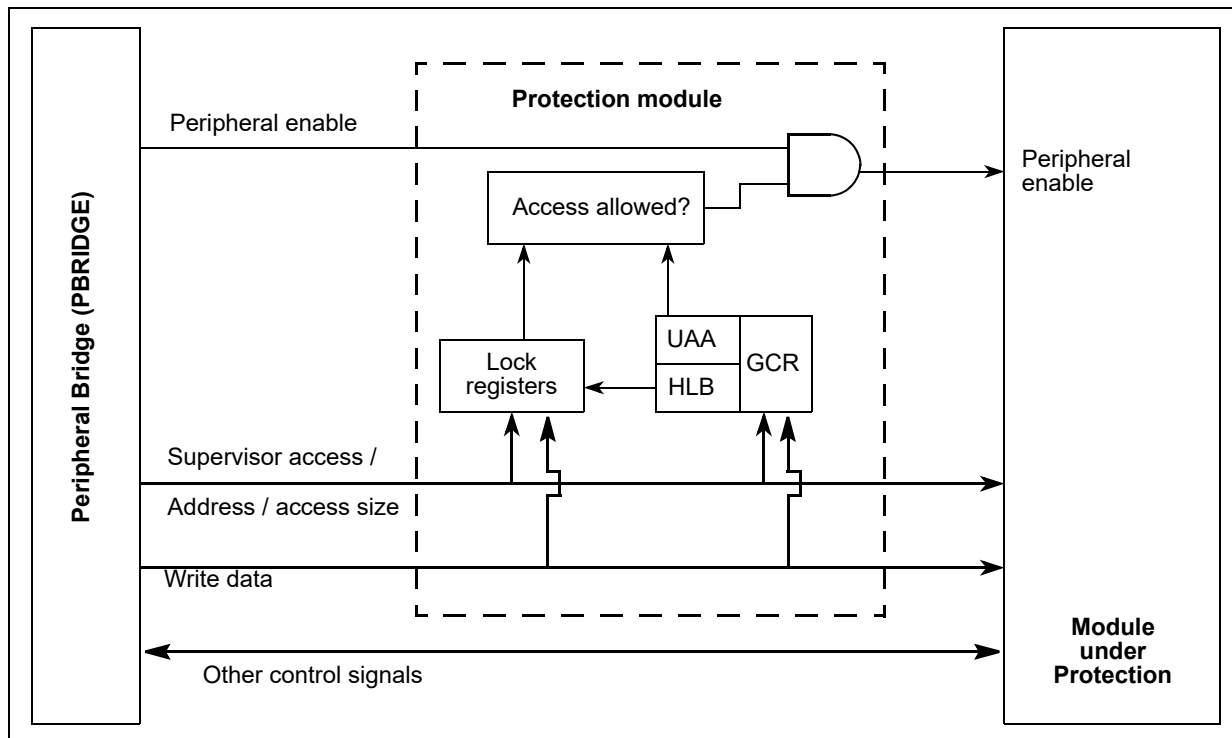 Peripheral Bridge (PBRIDGE)
Protection module
Peripheral enable
Peripheral
enable
Access allowed?
UAA
HLB
GCR
Lock
registers
Supervisor access /
Address / access size
Write data
Other control signals
Module
under
Protection